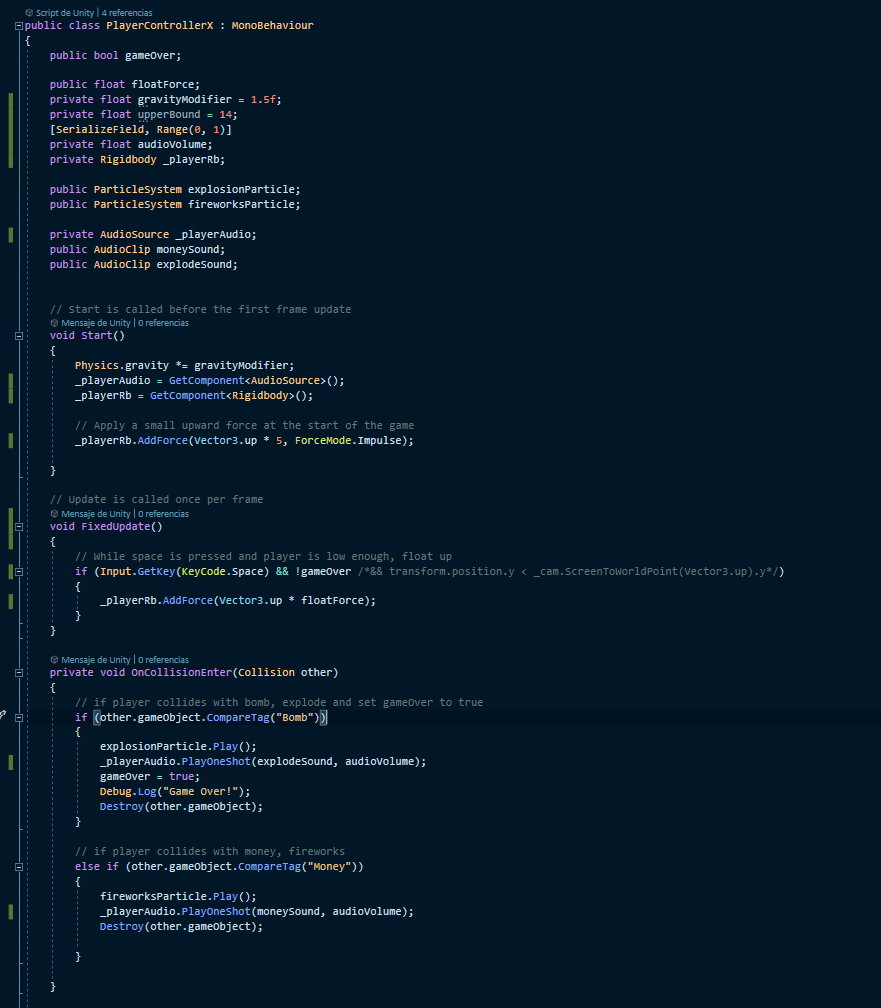 Script de Unity | 4 referencias
public class PlayerControllerX : MonoBehaviour
{
public bool gameOver;
public float floatForce;
private float gravityModifier = 1.5f;
private float upperBound = 14;
[SerializeField, Range(0, 1)]
private float audioVolume;
private Rigidbody _playerRb;
public ParticleSystem explosionParticle;
public ParticleSystem fireworksParticle;
private AudioSource _playerAudio;
public AudioClip moneySound;
public AudioClip explodeSound;
// Start is called before the first frame update
Mensaje de Unity | 0 referencias
void Start()
{
Physics.gravity *= gravityModifier;
_playerAudio = GetComponent<AudioSource>();
_playerRb = GetComponent<Rigidbody>();
// Apply a small upward force at the start of the game
_playerRb.AddForce(Vector3.up * 5, ForceMode.Impulse);
}
// Update is called once per frame
Mensaje de Unity | 0 referencias
void FixedUpdate()
{
// While space is pressed and player is low enough, float up
if (Input.GetKey(KeyCode.Space) && !gameOver /*&& transform.position.y < _cam.ScreenToWorldPoint(Vector3.up).y*/)
{
_playerRb.AddForce(Vector3.up * floatForce);
}
}
Mensaje de Unity | 0 referencias
private void OnCollisionEnter(Collision other)
{
// if player collides with bomb, explode and set gameOver to true
if (other.gameObject.CompareTag("Bomb"))
{
explosionParticle.Play();
_playerAudio.PlayOneShot(explodeSound, audioVolume);
gameOver = true;
Debug.Log("Game Over!");
Destroy(other.gameObject);
}
// if player collides with money, fireworks
else if (other.gameObject.CompareTag("Money"))
{
fireworksParticle.Play();
_playerAudio.PlayOneShot(moneySound, audioVolume);
Destroy(other.gameObject);
}
}